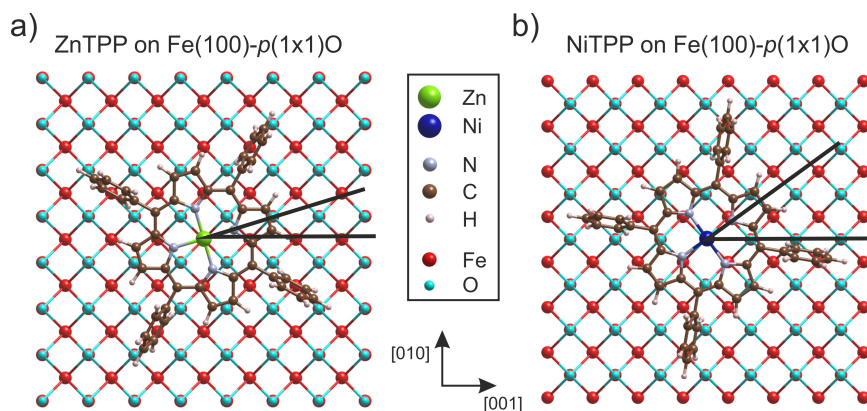 a)
ZnTPP on Fe(100)-p(1x1)O
b)
NiTPP on Fe(100)-p(1x1)O
Zn
Ni
N
C
H
Fe
O
[010]
[001]